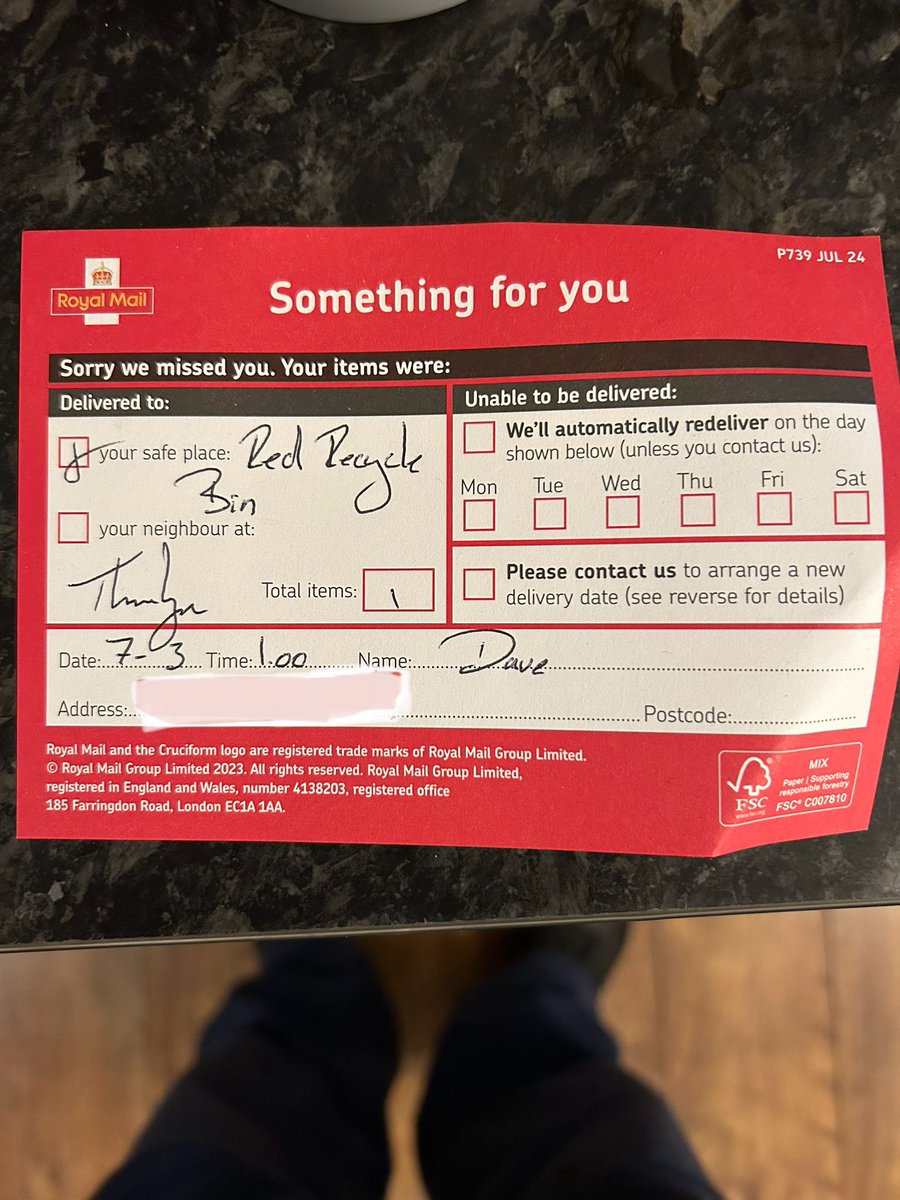 P739 JUL 24
Royal Mail
Something for you
Sorry we missed you. Your items were:
Delivered to:
your safe place: Red Recycle
Bin
your neighbour at:
Thank you
Total items: 1
Unable to be delivered:
We'll automatically redeliver on the day
shown below (unless you contact us):
Mon Tue Wed Thu Fri Sat
Please contact us to arrange a new
delivery date (see reverse for details)
Date: 7-3 Time: 1.00 Name: Dave
Address: Postcode:
Royal Mail and the Cruciform logo are registered trade marks of Royal Mail Group Limited.
© Royal Mail Group Limited 2023. All rights reserved. Royal Mail Group Limited,
registered in England and Wales, number 4138203, registered office
185 Farringdon Road, London EC1A 1AA.
FSC
www.fsc.org
MIX
Paper | Supporting
responsible forestry
FSC® C007810